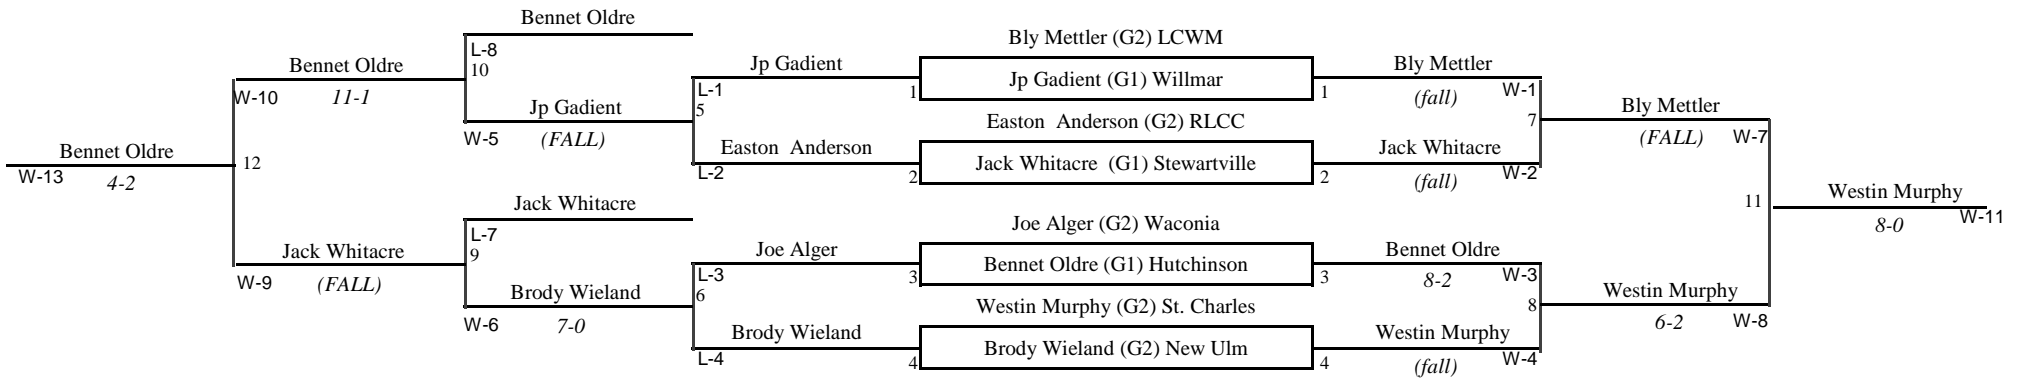 Bennet Oldre
L-8
10
Bennet Oldre
W-10
11-1
Jp Gadient
W-5
(FALL)
Bennet Oldre
W-13
4-2
12
Jack Whitacre
L-7
9
Jack Whitacre
W-9
(FALL)
Brody Wieland
W-6
7-0
Jp Gadient
L-1
5
1
Easton Anderson
L-2
2
Joe Alger
L-3
6
3
Brody Wieland
L-4
4
Bly Mettler (G2) LCWM
Jp Gadient (G1) Willmar
Easton Anderson (G2) RLCC
Jack Whitacre (G1) Stewartville
Joe Alger (G2) Waconia
Bennet Oldre (G1) Hutchinson
Westin Murphy (G2) St. Charles
Brody Wieland (G2) New Ulm
Bly Mettler
1
(fall)
W-1
7
Jack Whitacre
2
(fall)
W-2
Bennet Oldre
3
8-2
W-3
8
Westin Murphy
4
(fall)
W-4
Bly Mettler
(FALL)
W-7
11
Westin Murphy
6-2
W-8
Westin Murphy
8-0
W-11